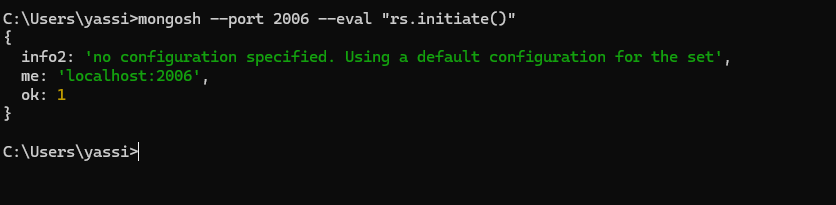 C:\Users\yassi>mongosh --port 2006 --eval "rs.initiate()"
{
  info2: 'no configuration specified. Using a default configuration for the set',
  me: 'localhost:2006',
  ok: 1
}
C:\Users\yassi>